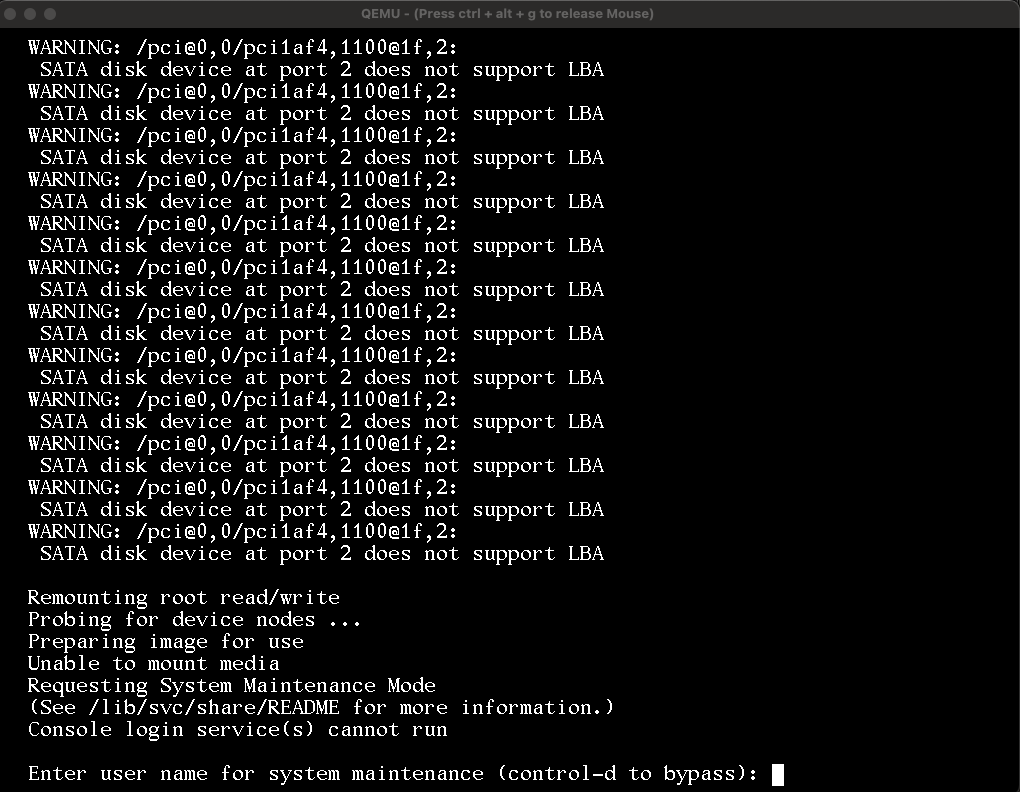 QEMU - (Press ctrl + alt + g to release Mouse)
WARNING: /pci@0,0/pci1af4,1100@1f,2:
SATA disk device at port 2 does not support LBA
WARNING: /pci@0,0/pci1af4,1100@1f,2:
SATA disk device at port 2 does not support LBA
WARNING: /pci@0,0/pci1af4,1100@1f,2:
SATA disk device at port 2 does not support LBA
WARNING: /pci@0,0/pci1af4,1100@1f,2:
SATA disk device at port 2 does not support LBA
WARNING: /pci@0,0/pci1af4,1100@1f,2:
SATA disk device at port 2 does not support LBA
WARNING: /pci@0,0/pci1af4,1100@1f,2:
SATA disk device at port 2 does not support LBA
WARNING: /pci@0,0/pci1af4,1100@1f,2:
SATA disk device at port 2 does not support LBA
WARNING: /pci@0,0/pci1af4,1100@1f,2:
SATA disk device at port 2 does not support LBA
WARNING: /pci@0,0/pci1af4,1100@1f,2:
SATA disk device at port 2 does not support LBA
WARNING: /pci@0,0/pci1af4,1100@1f,2:
SATA disk device at port 2 does not support LBA
WARNING: /pci@0,0/pci1af4,1100@1f,2:
SATA disk device at port 2 does not support LBA
WARNING: /pci@0,0/pci1af4,1100@1f,2:
SATA disk device at port 2 does not support LBA
Remounting root read/write
Probing for device nodes ...
Preparing image for use
Unable to mount media
Requesting System Maintenance Mode
(See /lib/svc/share/README for more information.)
Console login service(s) cannot run
Enter user name for system maintenance (control-d to bypass):